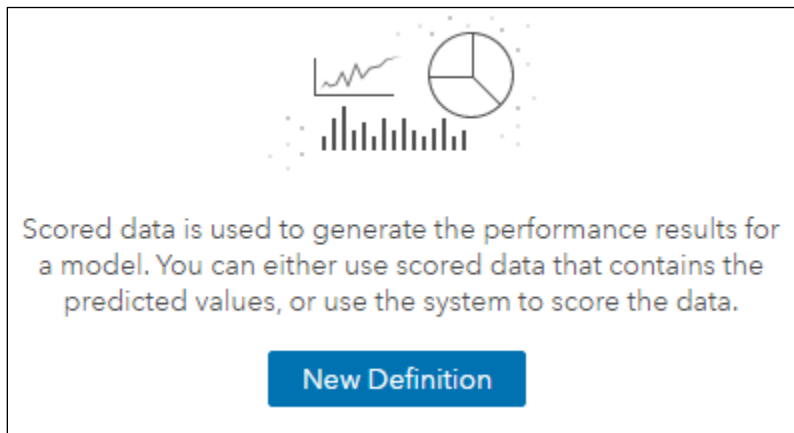 Scored data is used to generate the performance results for
a model. You can either use scored data that contains the
predicted values, or use the system to score the data.
New Definition